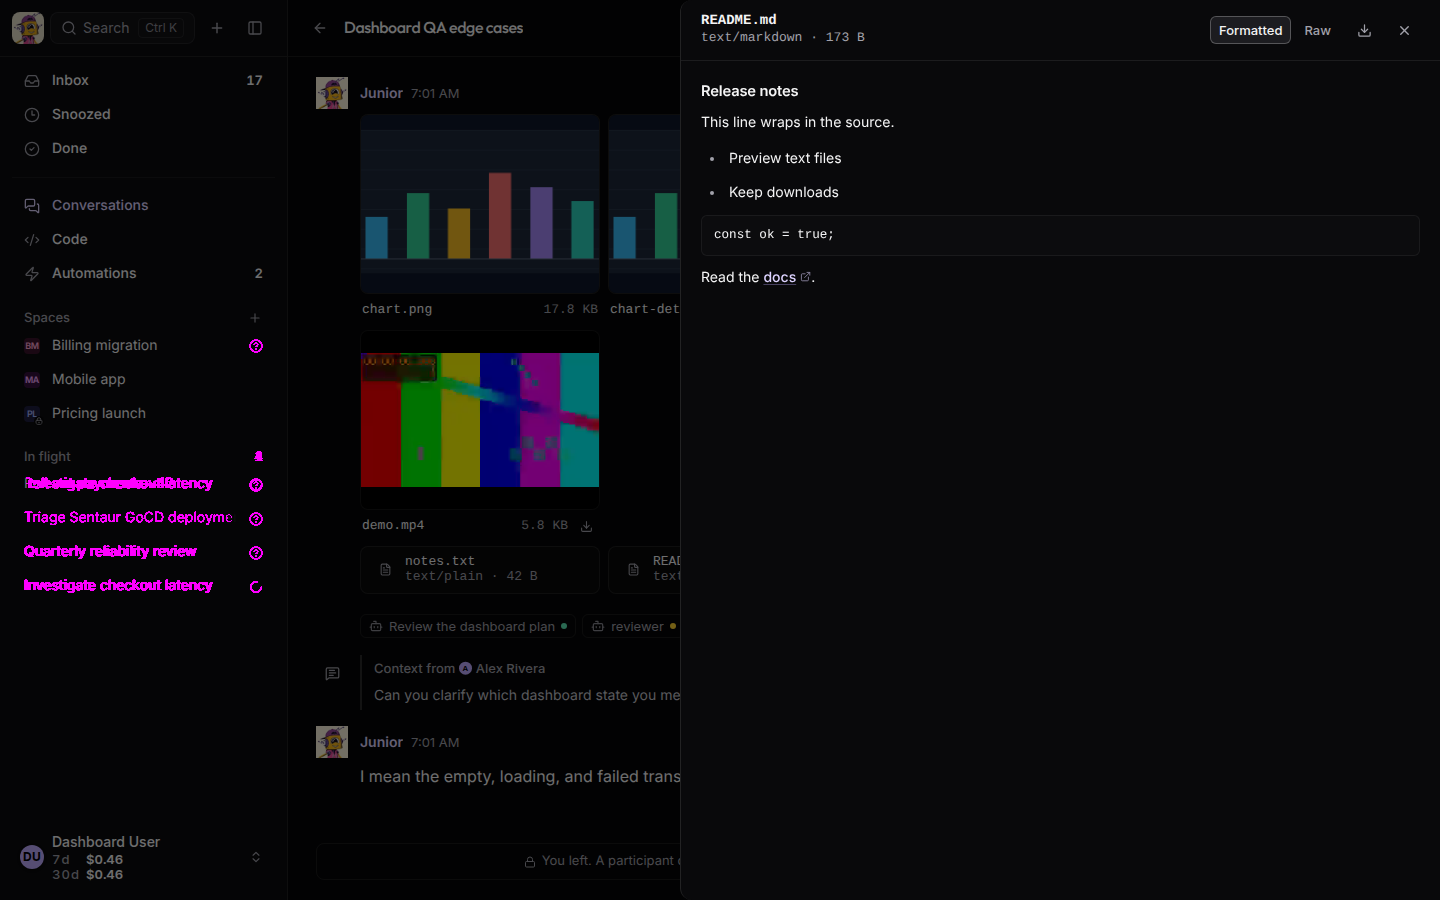 Search Ctrl K
Inbox 17
Snoozed
Done
Conversations
Code
Automations 2
Spaces
BM Billing migration
MA Mobile app
PL Pricing launch
In flight
Triage Sentaur GoCD deployme
Quarterly reliability review
Investigate checkout latency
DU Dashboard User
7d $0.46
30d $0.46
Dashboard QA edge cases
Junior 7:01 AM
chart.png 17.8 KB
chart-det
demo.mp4 5.8 KB
notes.txt
text/plain · 42 B
READ
text
Review the dashboard plan
reviewer
Context from A Alex Rivera
Can you clarify which dashboard state you me
Junior 7:01 AM
I mean the empty, loading, and failed trans
You left. A participant
README.md
text/markdown · 173 B
Formatted Raw
Release notes
This line wraps in the source.
Preview text files
Keep downloads
const ok = true;
Read the docs.